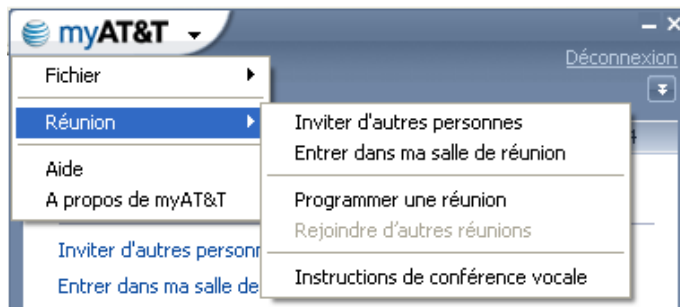 myAT&T
Déconnexion
Fichier
Réunion
Aide
A propos de myAT&T
Inviter d'autres personnes
Entrer dans ma salle de réunion
Programmer une réunion
Rejoindre d'autres réunions
Instructions de conférence vocale
Inviter d'autres
Entrer dans ma salle de